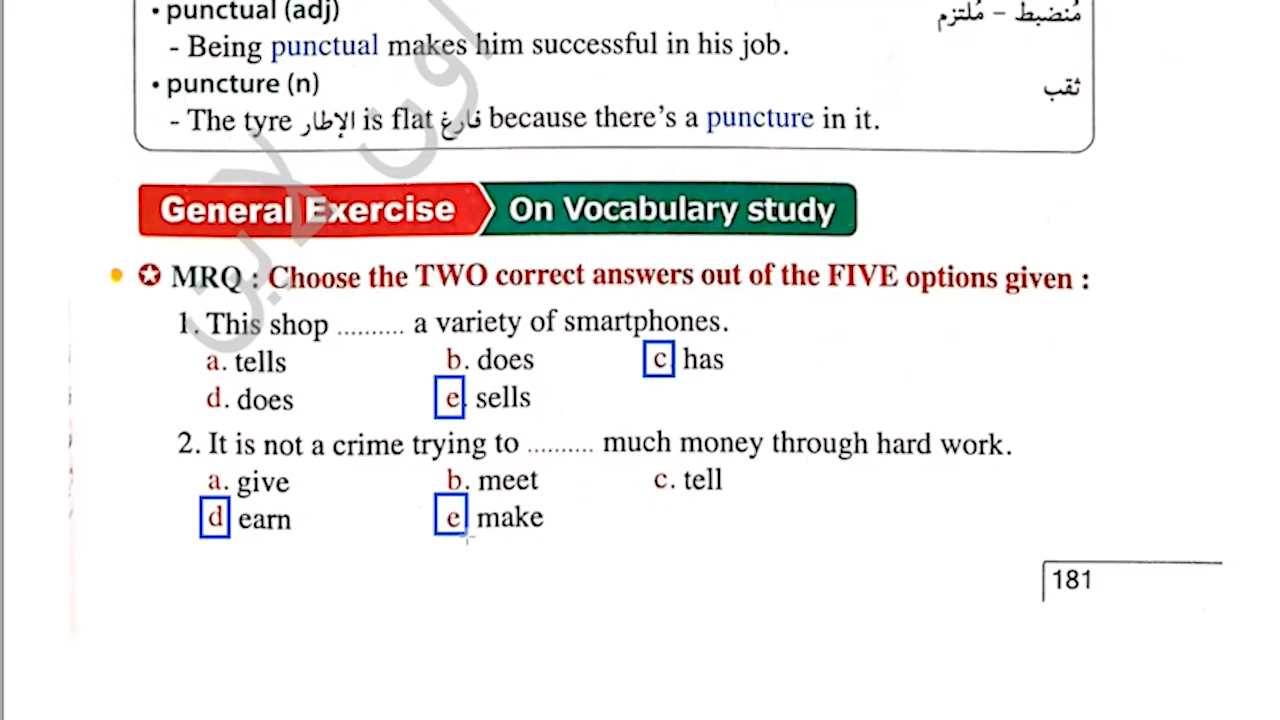 • punctual (adj) مُنضبط – مُلتزم
- Being punctual makes him successful in his job.
• puncture (n) ثقب
- The tyre الإطار is flat فارغ because there's a puncture in it.
General Exercise On Vocabulary study
MRQ : Choose the TWO correct answers out of the FIVE options given :
1. This shop .......... a variety of smartphones.
a. tells b. does c. has
d. does e. sells
2. It is not a crime trying to .......... much money through hard work.
a. give b. meet c. tell
d earn e make
181